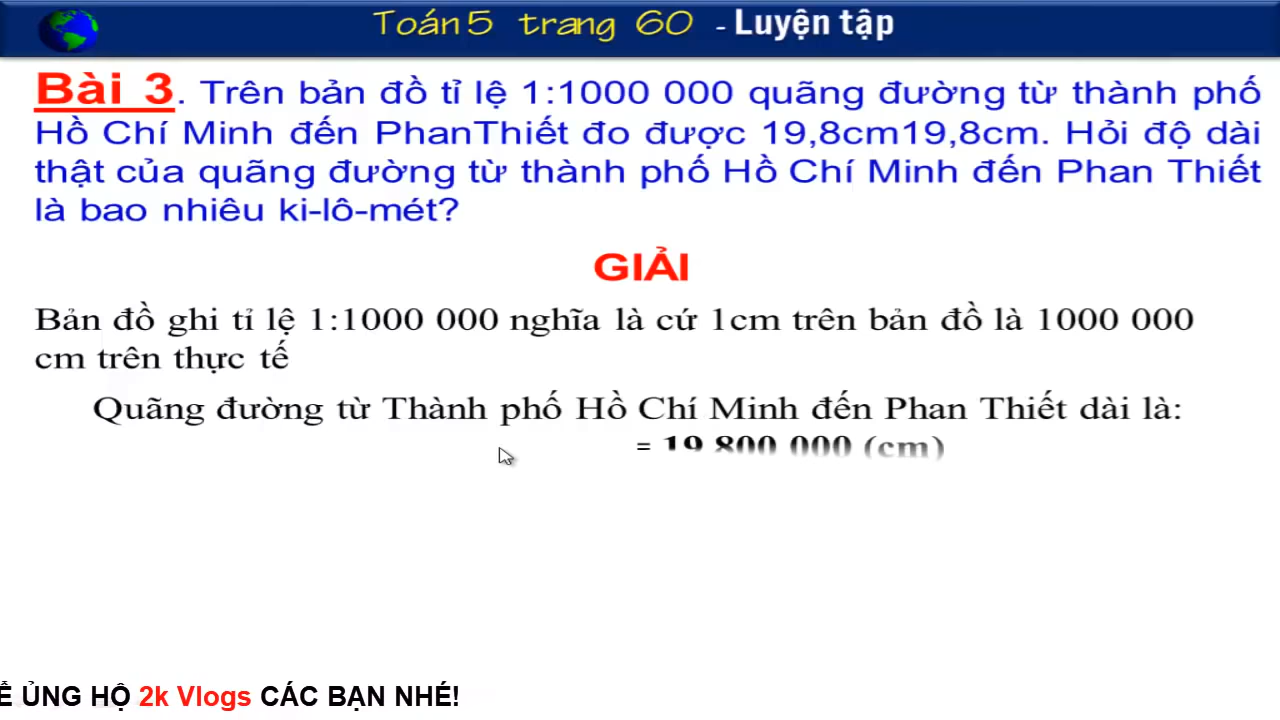 Toán 5 trang 60 - Luyện tập
Bài 3. Trên bản đồ tỉ lệ 1:1000 000 quãng đường từ thành phố
Hồ Chí Minh đến PhanThiết đo được 19,8cm19,8cm. Hỏi độ dài
thật của quãng đường từ thành phố Hồ Chí Minh đến Phan Thiết
là bao nhiêu ki-lô-mét?
GIẢI
Bản đồ ghi tỉ lệ 1:1000 000 nghĩa là cứ 1cm trên bản đồ là 1000 000
cm trên thực tế
Quãng đường từ Thành phố Hồ Chí Minh đến Phan Thiết dài là:
= 19 800 000 (cm)
Ể ỦNG HỘ 2k Vlogs CÁC BẠN NHÉ!